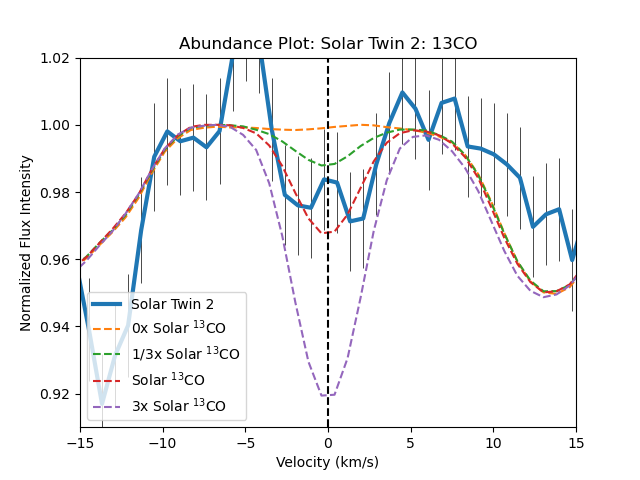 Abundance Plot: Solar Twin 2: 13CO
Normalized Flux Intensity
1.02
1.00
0.98
0.96
0.94
0.92
Solar Twin 2
0x Solar ¹³CO
1/3x Solar ¹³CO
Solar ¹³CO
3x Solar ¹³CO
−15 −10 −5 0 5 10 15
Velocity (km/s)